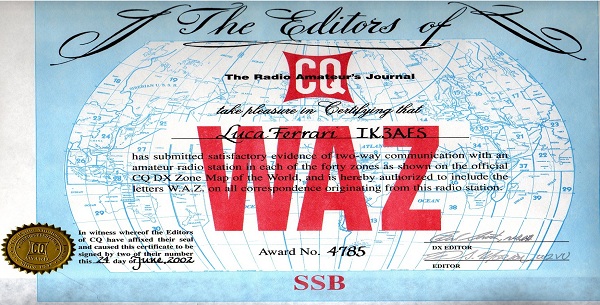 The Editors of
CQ
The Radio Amateur's Journal
take pleasure in Certifying that
Luca Ferrari IK3AFS
WAZ
has submitted satisfactory evidence of two-way communication with an
amateur radio station in each of the forty zones as shown on the official
CQ DX Zone Map of the World, and is hereby authorized to include the
letters W.A.Z. on all correspondence originating from this radio station.
In witness whereof the Editors
of CQ have affixed their seal
and caused this certificate to be
signed by two of their number
this 24 day of June, 2002
Award No. 4785
DX EDITOR
EDITOR
SSB